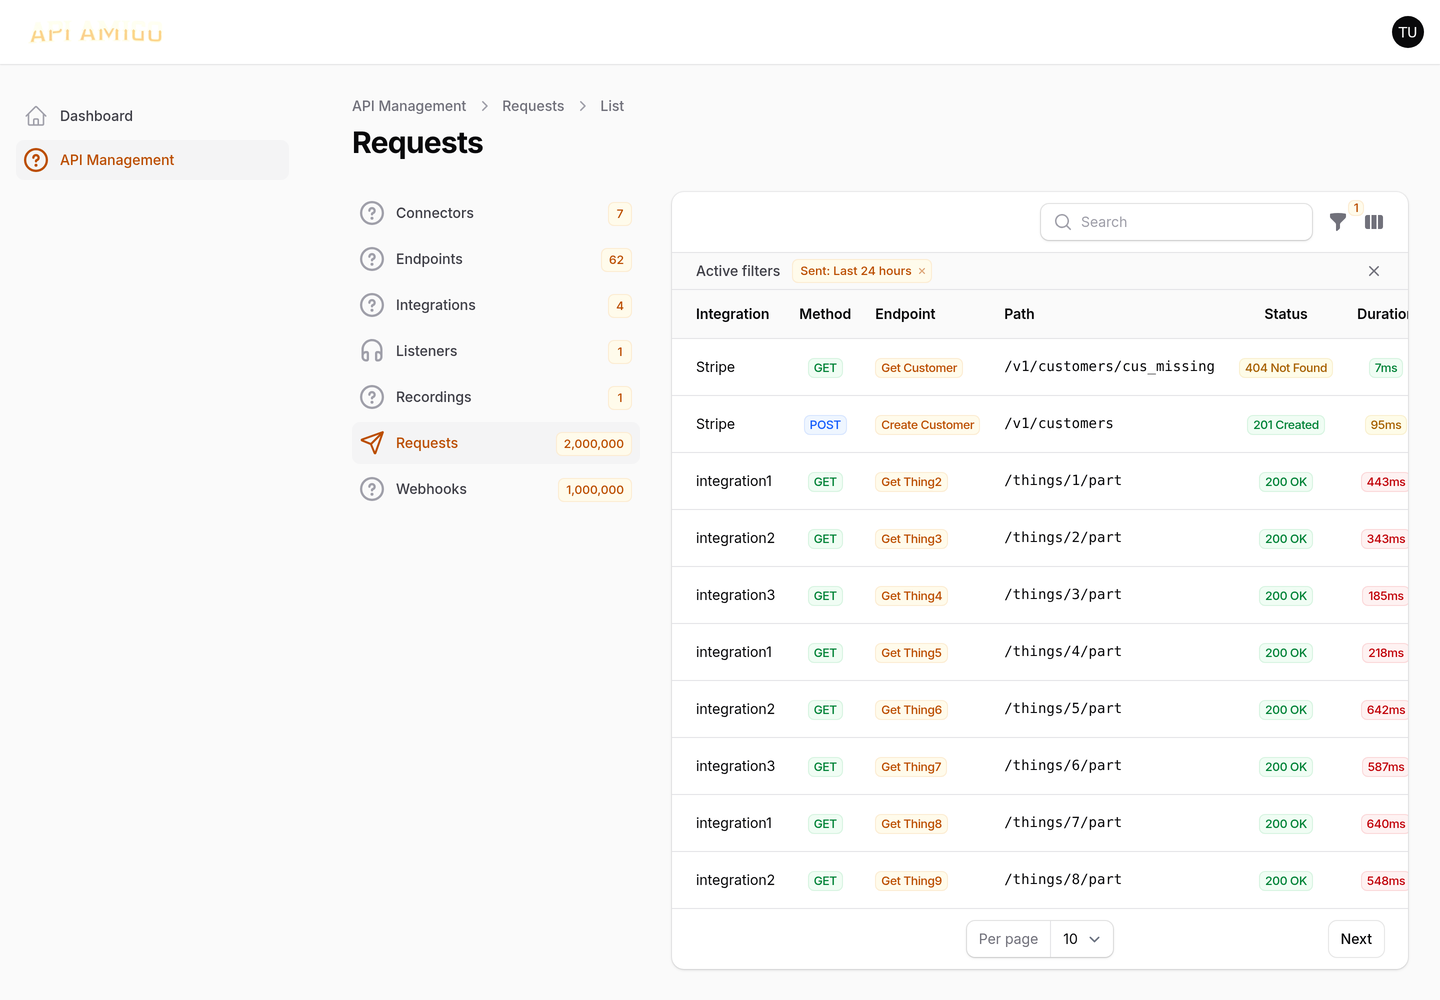 API AMIGO
TU
Dashboard
API Management
API Management > Requests > List
Requests
Connectors 7
Endpoints 62
Integrations 4
Listeners 1
Recordings 1
Requests 2,000,000
Webhooks 1,000,000
Search
1
Active filters Sent: Last 24 hours ×
Integration Method Endpoint Path Status Duration
Stripe GET Get Customer /v1/customers/cus_missing 404 Not Found 7ms
Stripe POST Create Customer /v1/customers 201 Created 95ms
integration1 GET Get Thing2 /things/1/part 200 OK 443ms
integration2 GET Get Thing3 /things/2/part 200 OK 343ms
integration3 GET Get Thing4 /things/3/part 200 OK 185ms
integration1 GET Get Thing5 /things/4/part 200 OK 218ms
integration2 GET Get Thing6 /things/5/part 200 OK 642ms
integration3 GET Get Thing7 /things/6/part 200 OK 587ms
integration1 GET Get Thing8 /things/7/part 200 OK 640ms
integration2 GET Get Thing9 /things/8/part 200 OK 548ms
Per page 10
Next